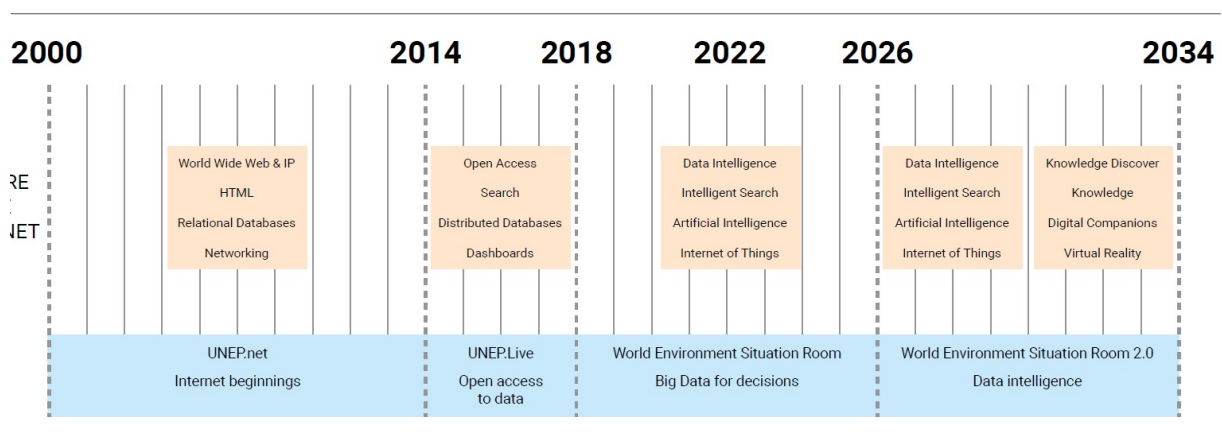 2000
2014
2018
2022
2026
2034
RE
NET
World Wide Web & IP
HTML
Relational Databases
Networking
Open Access
Search
Distributed Databases
Dashboards
Data Intelligence
Intelligent Search
Artificial Intelligence
Internet of Things
Data Intelligence
Intelligent Search
Artificial Intelligence
Internet of Things
Knowledge Discover
Knowledge
Digital Companions
Virtual Reality
UNEP.net
Internet beginnings
UNEP.Live
Open access
to data
World Environment Situation Room
Big Data for decisions
World Environment Situation Room 2.0
Data intelligence